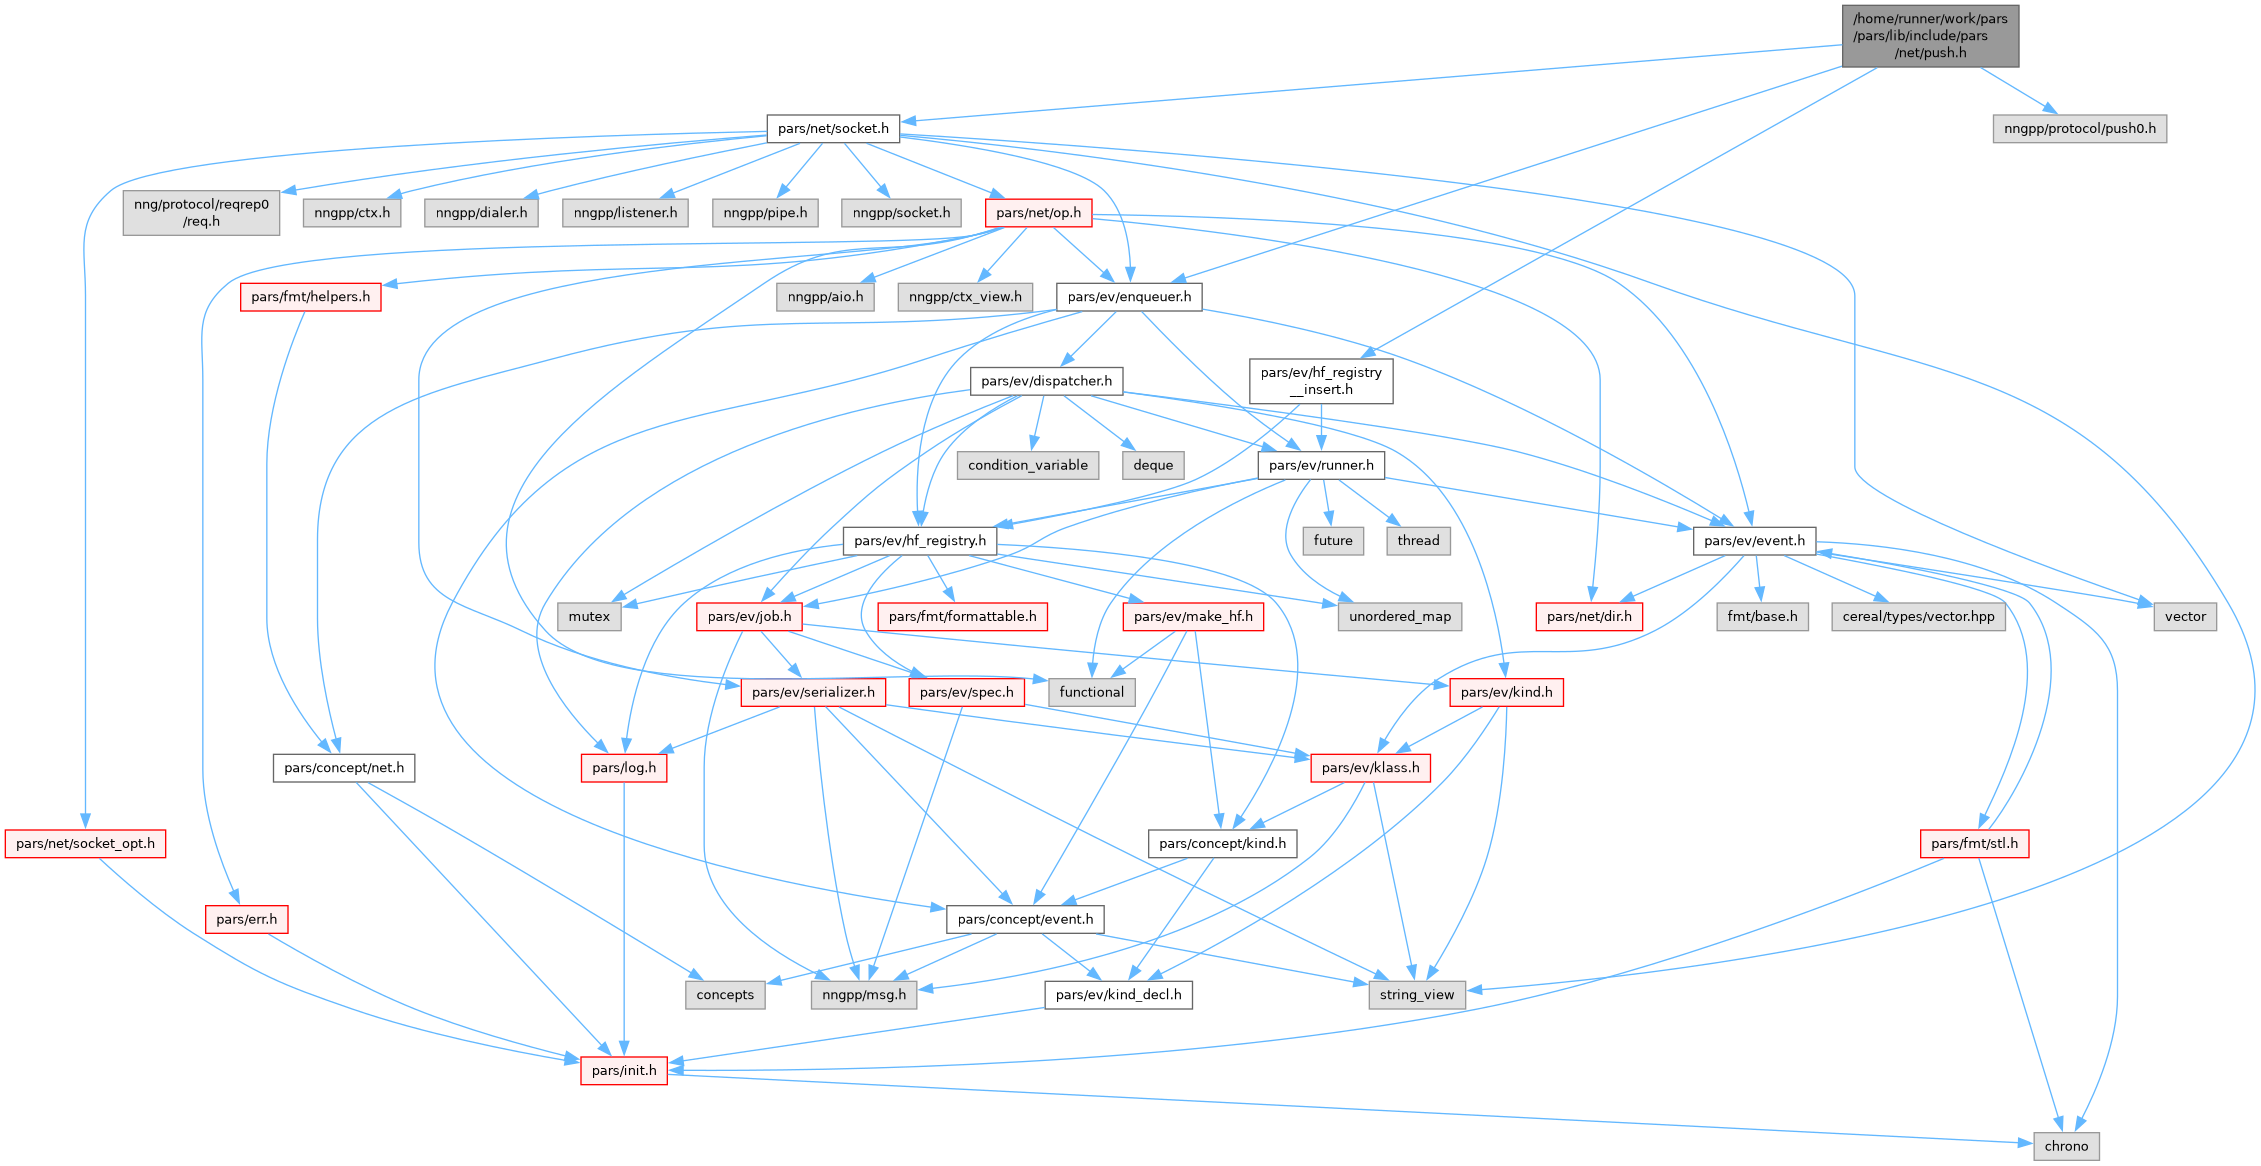 /home/runner/work/pars
/pars/lib/include/pars
/net/push.h
pars/net/socket.h
nngpp/protocol/push0.h
nng/protocol/reqrep0
/req.h
nngpp/ctx.h
nngpp/dialer.h
nngpp/listener.h
nngpp/pipe.h
nngpp/socket.h
pars/net/op.h
pars/fmt/helpers.h
nngpp/aio.h
nngpp/ctx_view.h
pars/ev/enqueuer.h
pars/ev/dispatcher.h
pars/ev/hf_registry
__insert.h
condition_variable
deque
pars/ev/runner.h
pars/ev/hf_registry.h
future
thread
pars/ev/event.h
mutex
pars/ev/job.h
pars/fmt/formattable.h
pars/ev/make_hf.h
unordered_map
pars/net/dir.h
fmt/base.h
cereal/types/vector.hpp
vector
pars/ev/serializer.h
pars/ev/spec.h
functional
pars/ev/kind.h
pars/concept/net.h
pars/log.h
pars/ev/klass.h
pars/net/socket_opt.h
pars/concept/kind.h
pars/fmt/stl.h
pars/err.h
pars/concept/event.h
concepts
nngpp/msg.h
pars/ev/kind_decl.h
string_view
pars/init.h
chrono